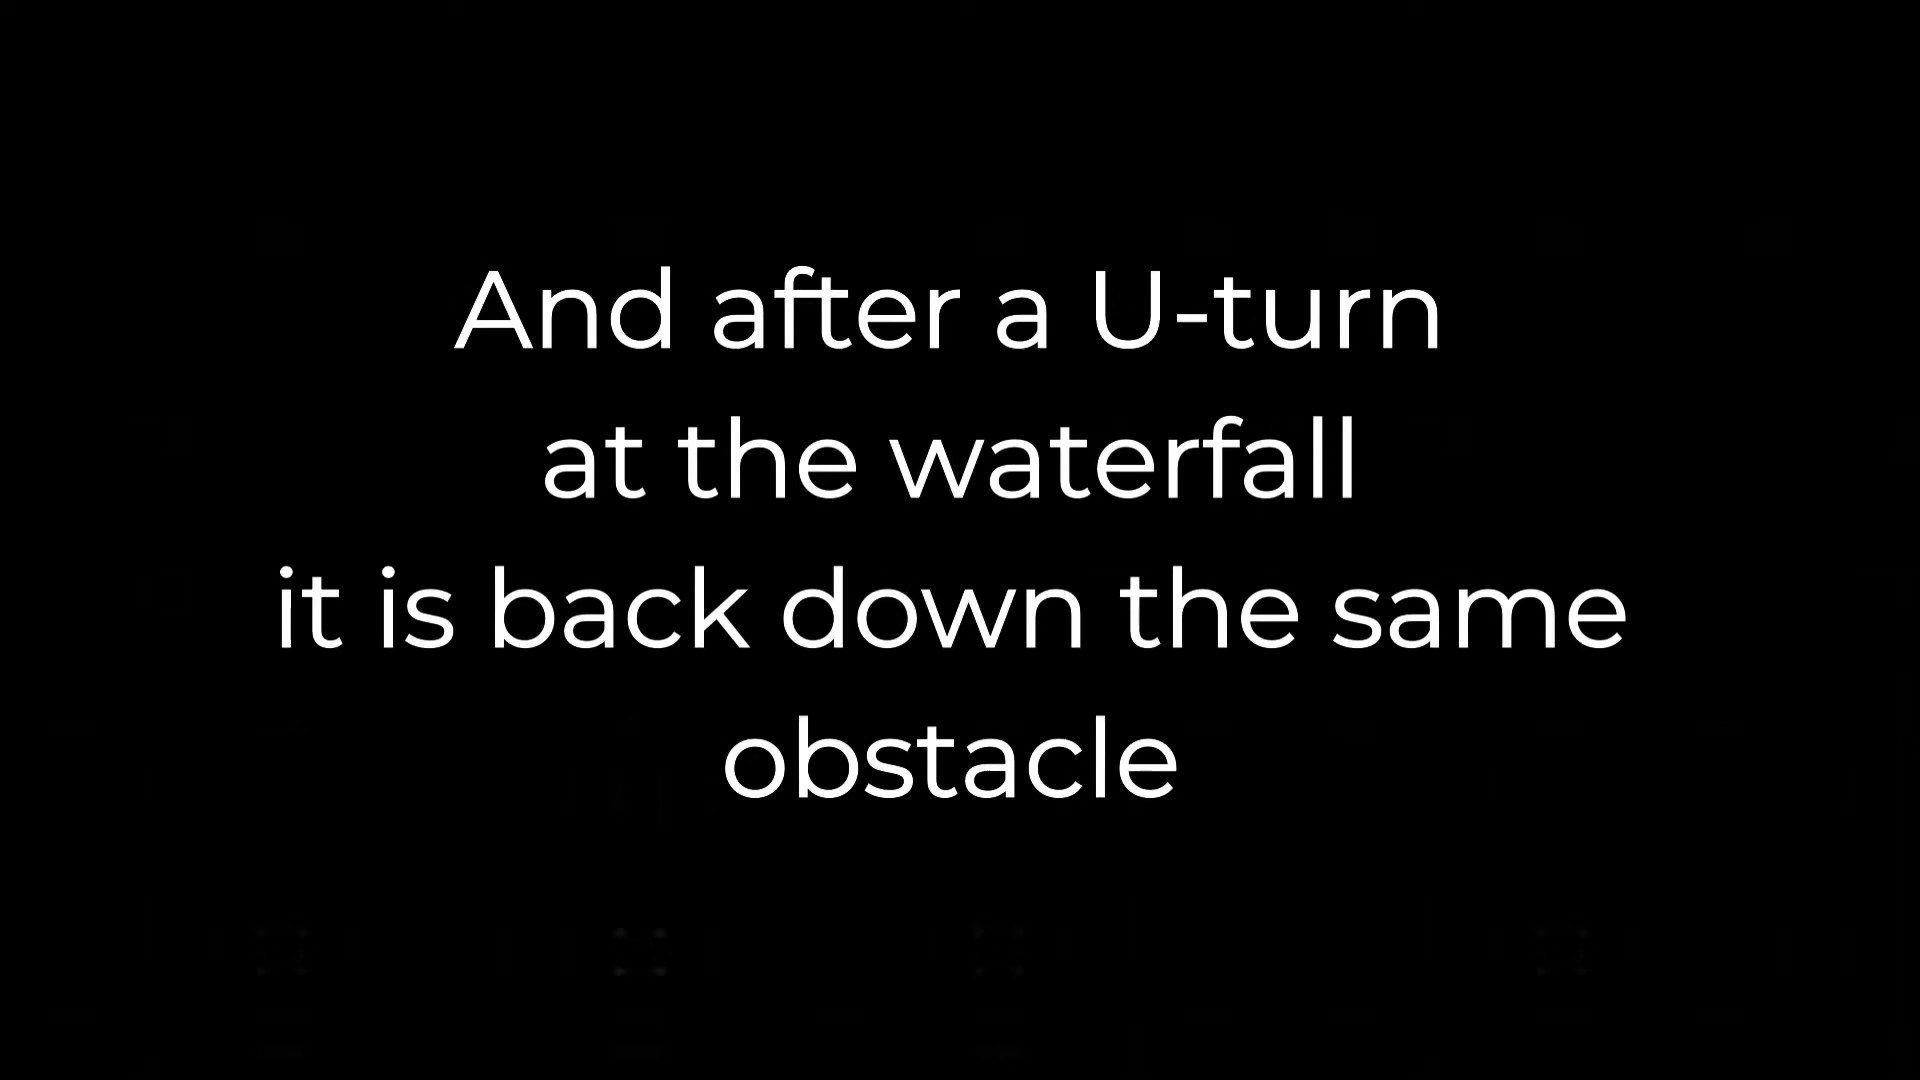 And after a U-turn
at the waterfall
it is back down the same
obstacle